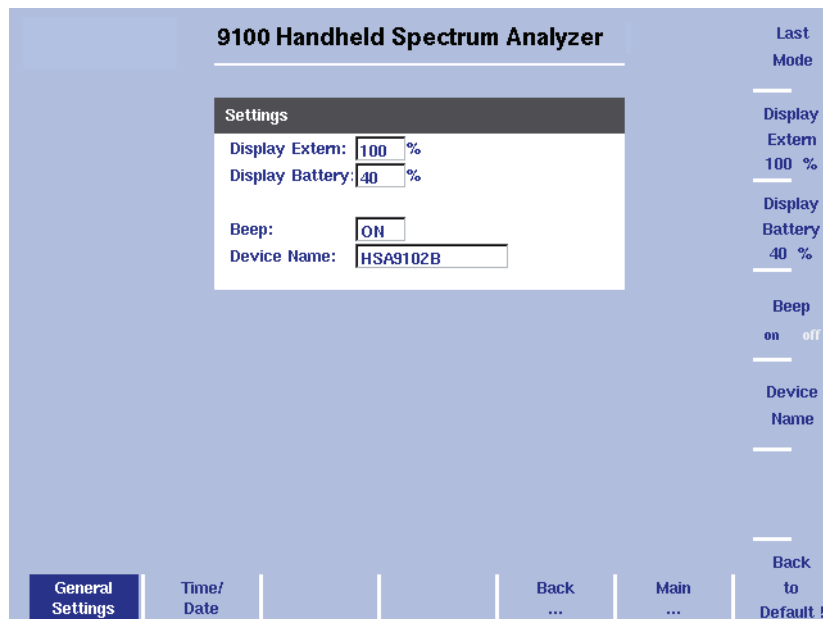 9100 Handheld Spectrum Analyzer
Settings
Display Extern: 100 %
Display Battery: 40 %
Beep: ON
Device Name: HSA9102B
Last
Mode
Display
Extern
100 %
Display
Battery
40 %
Beep
on off
Device
Name
Back
to
Default !
General
Settings
Time/
Date
Back
...
Main
...